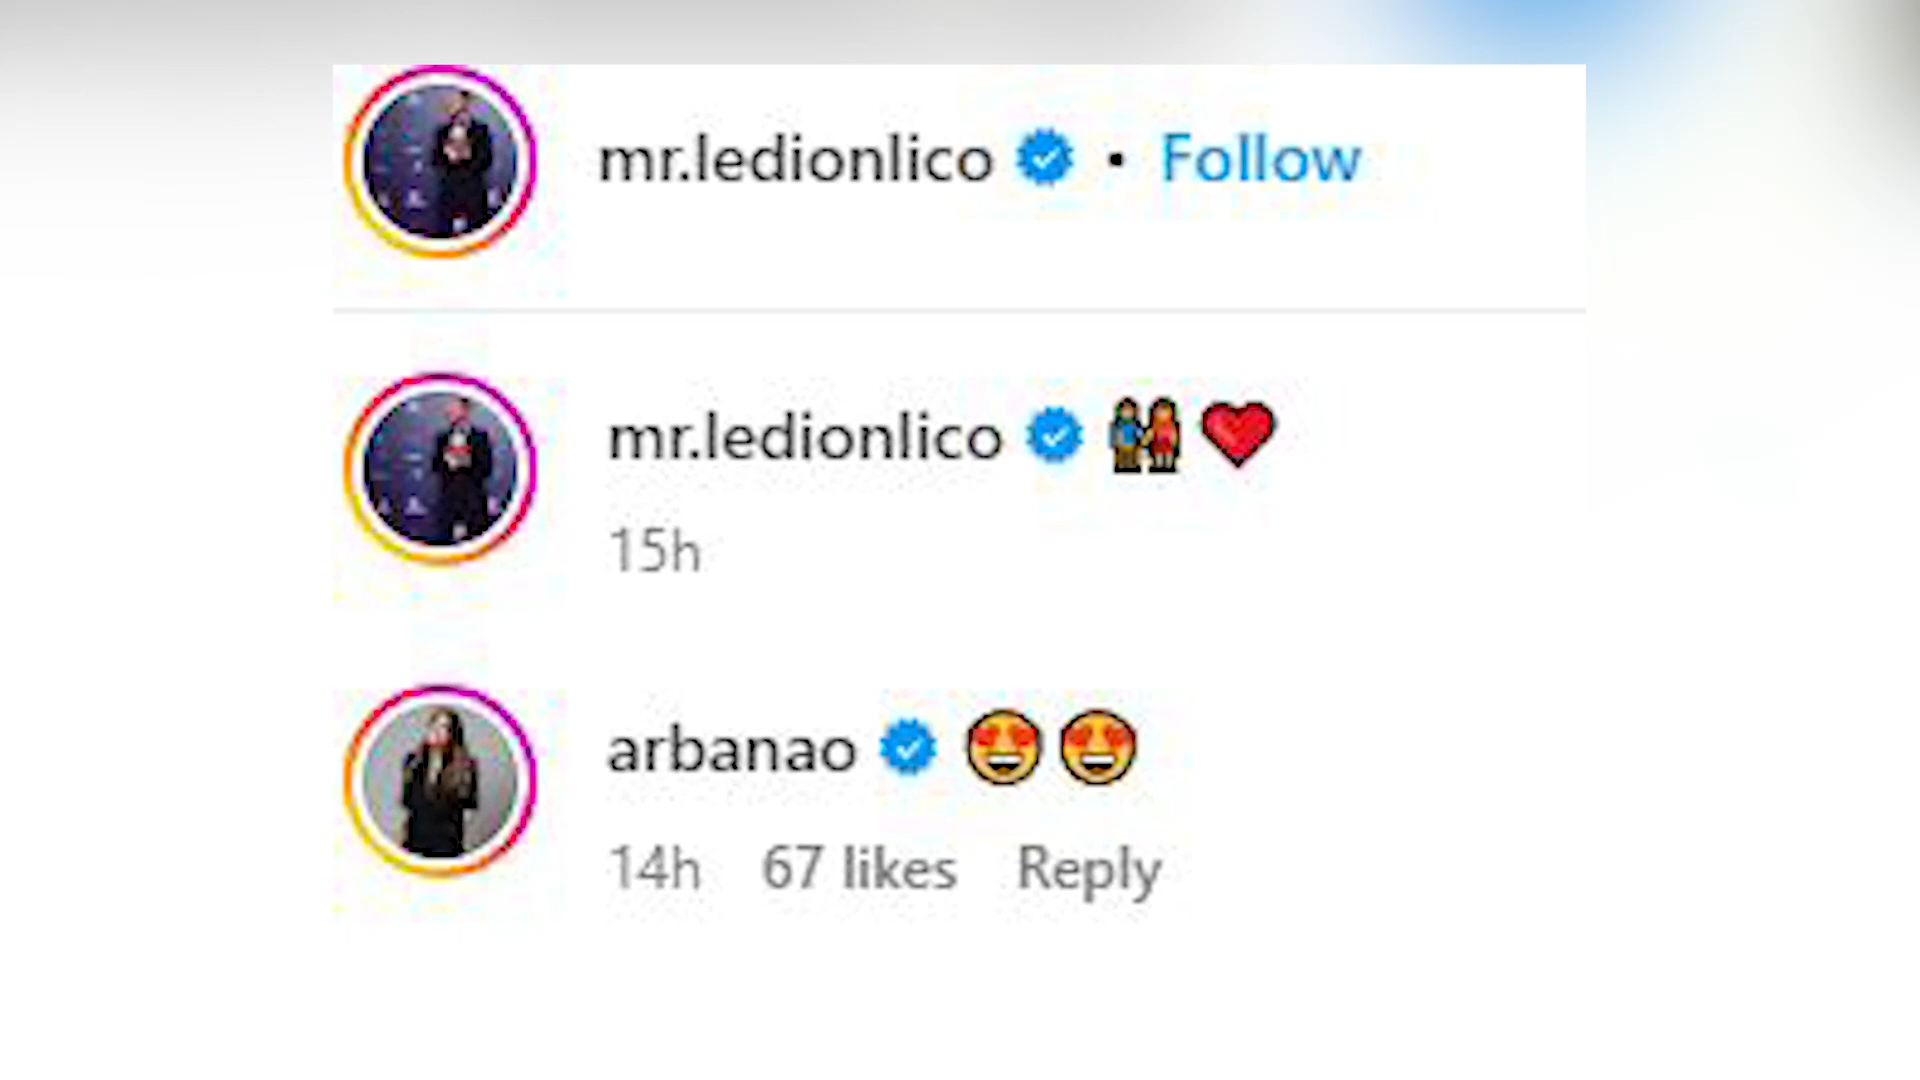 mr.ledionlico • Follow
mr.ledionlico 👫❤️
15h
arbanao 😍😍
14h 67 likes Reply